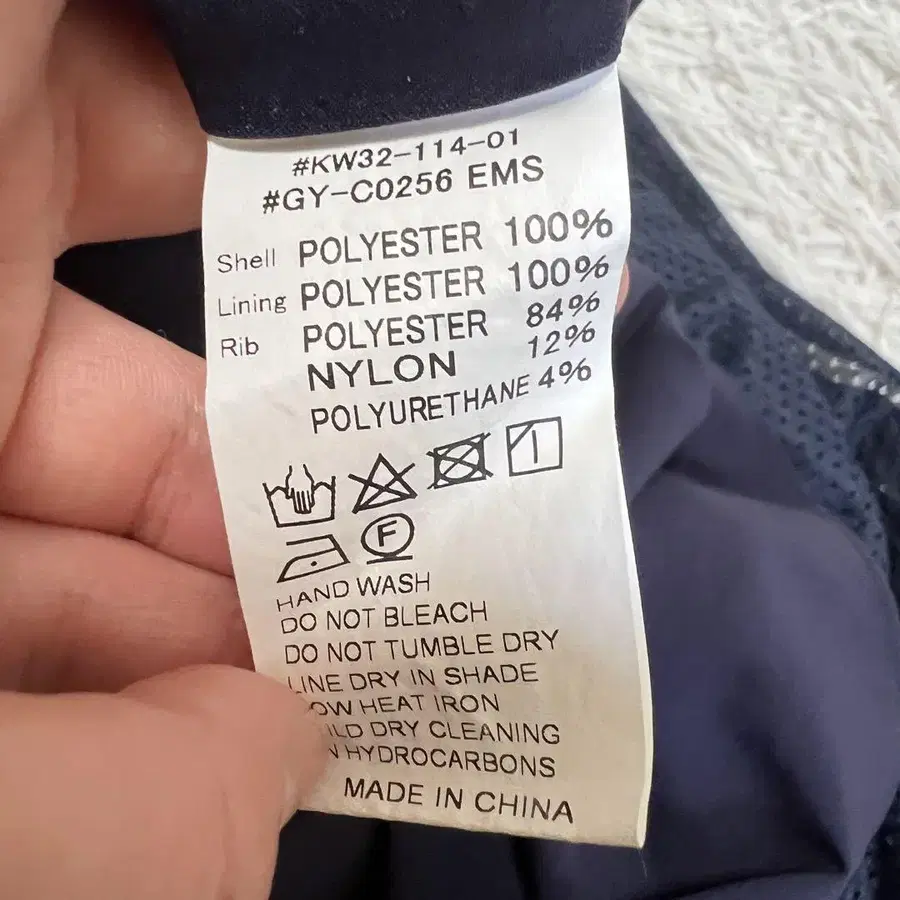 #KW32-114-01
#GY-C0256 EMS
Shell POLYESTER 100%
Lining POLYESTER 100%
Rib POLYESTER 84%
NYLON 12%
POLYURETHANE 4%
F
HAND WASH
DO NOT BLEACH
DO NOT TUMBLE DRY
LINE DRY IN SHADE
HEAT IRON
DRY CLEANING
HYDROCARBONS
MADE IN CHINA